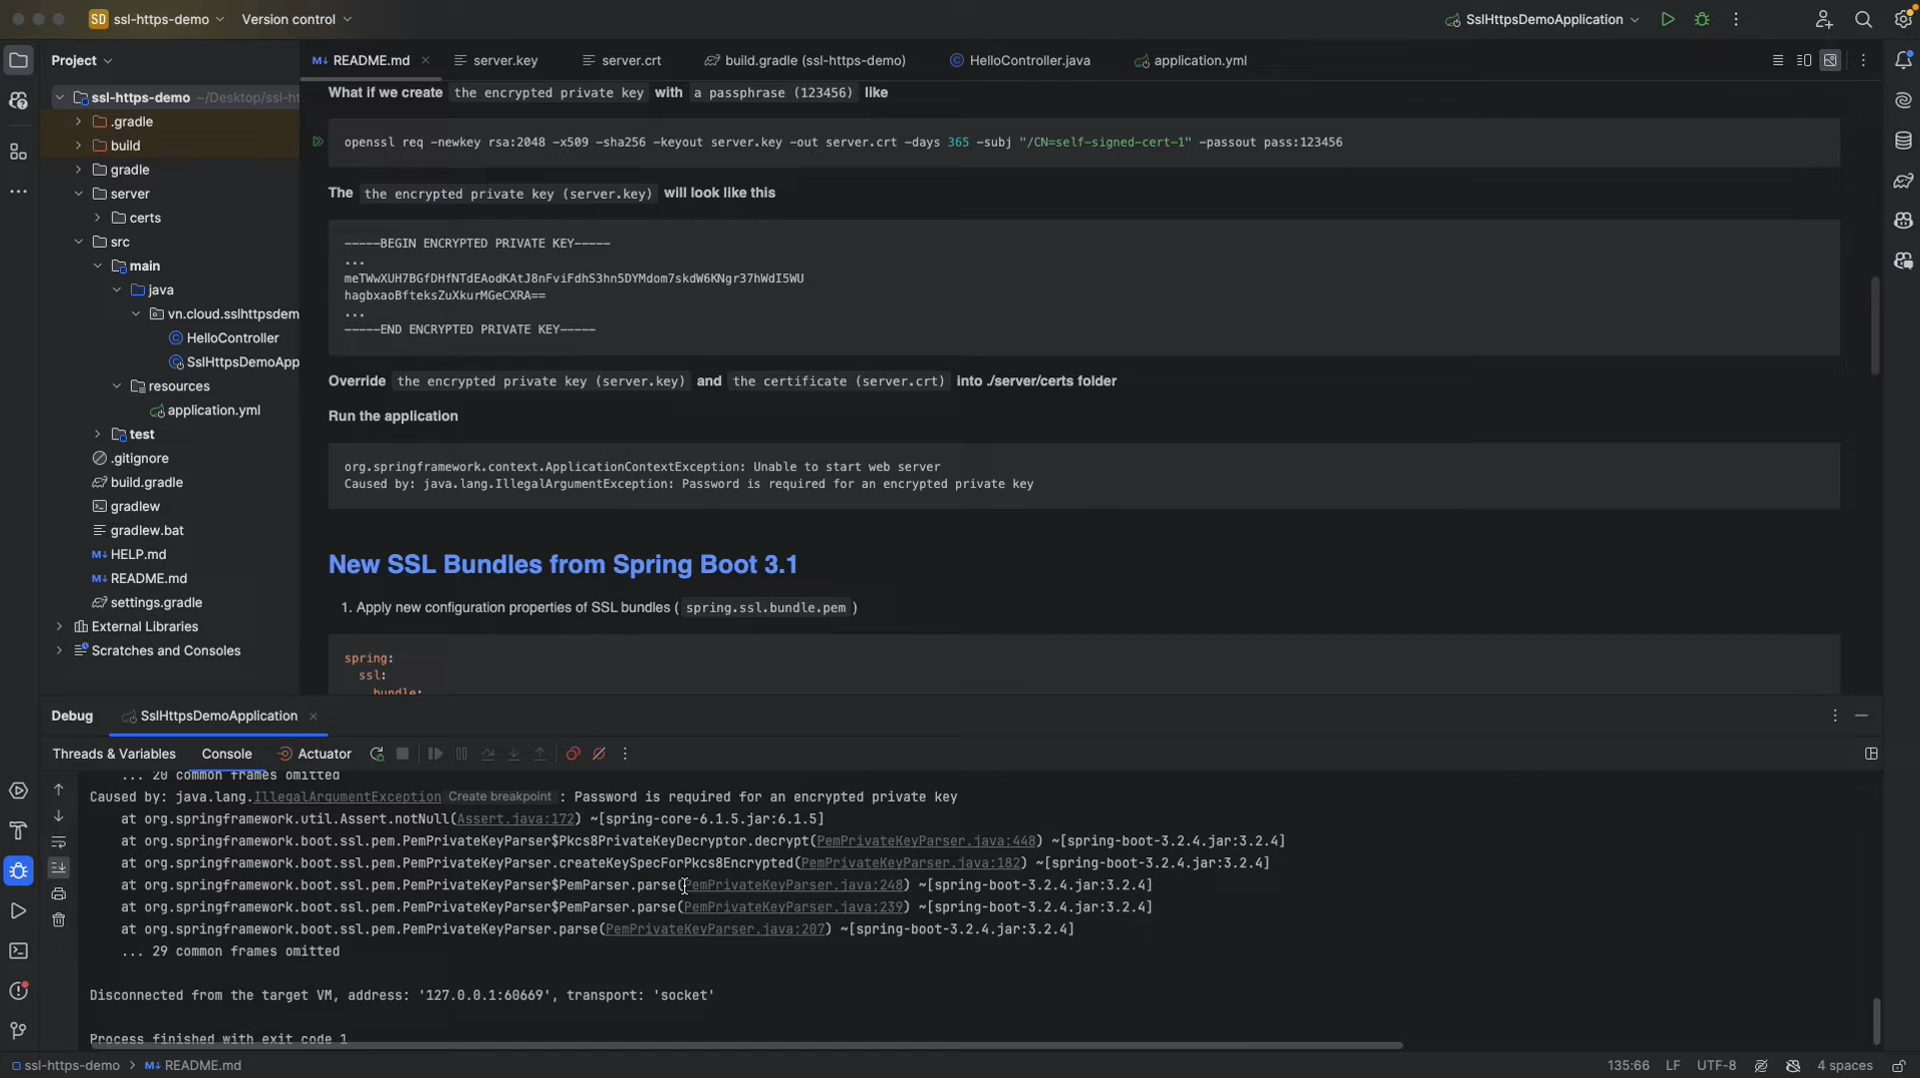 SD ssl-https-demo Version control SslHttpsDemoApplication
Project README.md server.key server.crt build.gradle (ssl-https-demo) HelloController.java application.yml
ssl-https-demo ~/Desktop/ssl-ht
.gradle
build
gradle
server
certs
src
main
java
vn.cloud.sslhttpsdem
HelloController
SslHttpsDemoApp
resources
application.yml
test
.gitignore
build.gradle
gradlew
gradlew.bat
HELP.md
README.md
settings.gradle
External Libraries
Scratches and Consoles
What if we create the encrypted private key with a passphrase (123456) like
openssl req -newkey rsa:2048 -x509 -sha256 -keyout server.key -out server.crt -days 365 -subj "/CN=self-signed-cert-1" -passout pass:123456
The the encrypted private key (server.key) will look like this
-----BEGIN ENCRYPTED PRIVATE KEY-----
...
meTWwXUH7BGfDHfNTdEAodKAtJ8nFviFdhS3hn5DYMdom7skdW6KNgr37hWdI5WU
hagbxaoBfteksZuXkurMGeCXRA==
...
-----END ENCRYPTED PRIVATE KEY-----
Override the encrypted private key (server.key) and the certificate (server.crt) into ./server/certs folder
Run the application
org.springframework.context.ApplicationContextException: Unable to start web server
Caused by: java.lang.IllegalArgumentException: Password is required for an encrypted private key
New SSL Bundles from Spring Boot 3.1
1. Apply new configuration properties of SSL bundles ( spring.ssl.bundle.pem )
spring:
ssl:
bundle:
Debug SslHttpsDemoApplication
Threads & Variables Console Actuator
... 20 common frames omitted
Caused by: java.lang.IllegalArgumentException Create breakpoint : Password is required for an encrypted private key
at org.springframework.util.Assert.notNull(Assert.java:172) ~[spring-core-6.1.5.jar:6.1.5]
at org.springframework.boot.ssl.pem.PemPrivateKeyParser$Pkcs8PrivateKeyDecryptor.decrypt(PemPrivateKeyParser.java:448) ~[spring-boot-3.2.4.jar:3.2.4]
at org.springframework.boot.ssl.pem.PemPrivateKeyParser.createKeySpecForPkcs8Encrypted(PemPrivateKeyParser.java:182) ~[spring-boot-3.2.4.jar:3.2.4]
at org.springframework.boot.ssl.pem.PemPrivateKeyParser$PemParser.parse(PemPrivateKeyParser.java:248) ~[spring-boot-3.2.4.jar:3.2.4]
at org.springframework.boot.ssl.pem.PemPrivateKeyParser$PemParser.parse(PemPrivateKeyParser.java:239) ~[spring-boot-3.2.4.jar:3.2.4]
at org.springframework.boot.ssl.pem.PemPrivateKeyParser.parse(PemPrivateKeyParser.java:207) ~[spring-boot-3.2.4.jar:3.2.4]
... 29 common frames omitted
Disconnected from the target VM, address: '127.0.0.1:60669', transport: 'socket'
Process finished with exit code 1
ssl-https-demo README.md 135:66 LF UTF-8 4 spaces